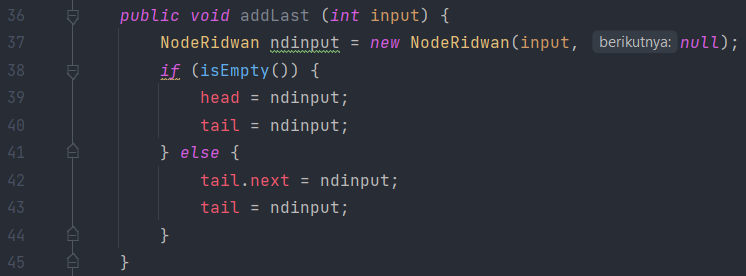 36 public void addLast (int input) {
37 NodeRidwan ndinput = new NodeRidwan(input, berikutnya: null);
38 if (isEmpty()) {
39 head = ndinput;
40 tail = ndinput;
41 } else {
42 tail.next = ndinput;
43 tail = ndinput;
44 }
45 }